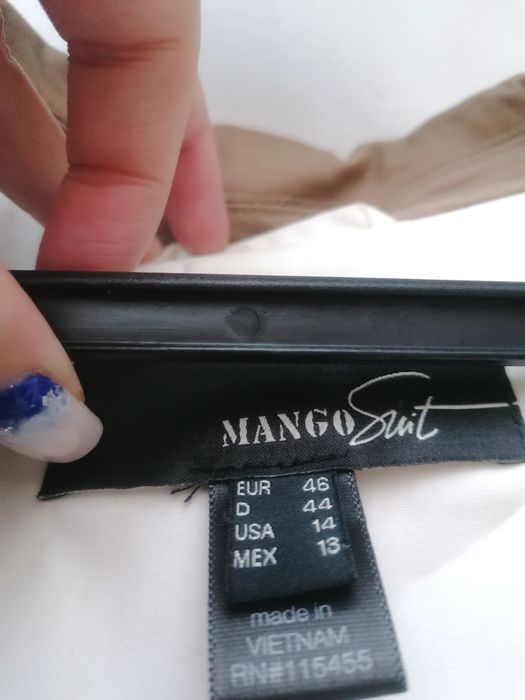 MANGO Suit
EUR 46
D 44
USA 14
MEX 13
made in
VIETNAM
RN#115455